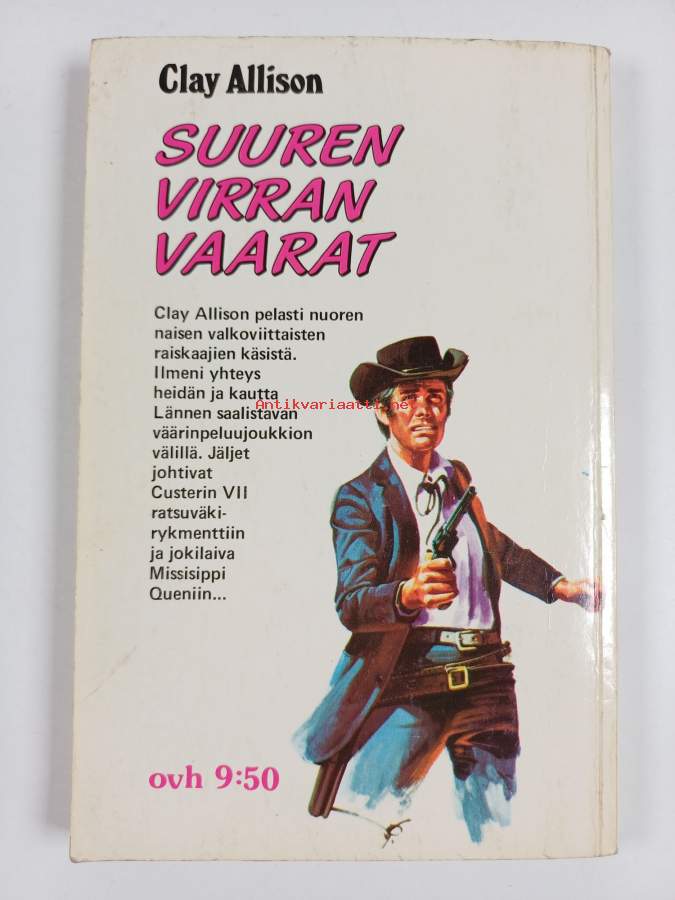 Clay Allison
SUUREN
VIRRAN
VAARAT
Clay Allison pelasti nuoren
naisen valkoviittaisten
raiskaajien käsistä.
Ilmeni yhteys
heidän ja kautta
Antikvariaatti.net
Lännen saalistavan
väärinpeluujoukkion
välillä. Jäljet
johtivat
Custerin VII
ratsuväki-
rykmenttiin
ja jokilaiva
Missisippi
Queniin...
ovh 9:50